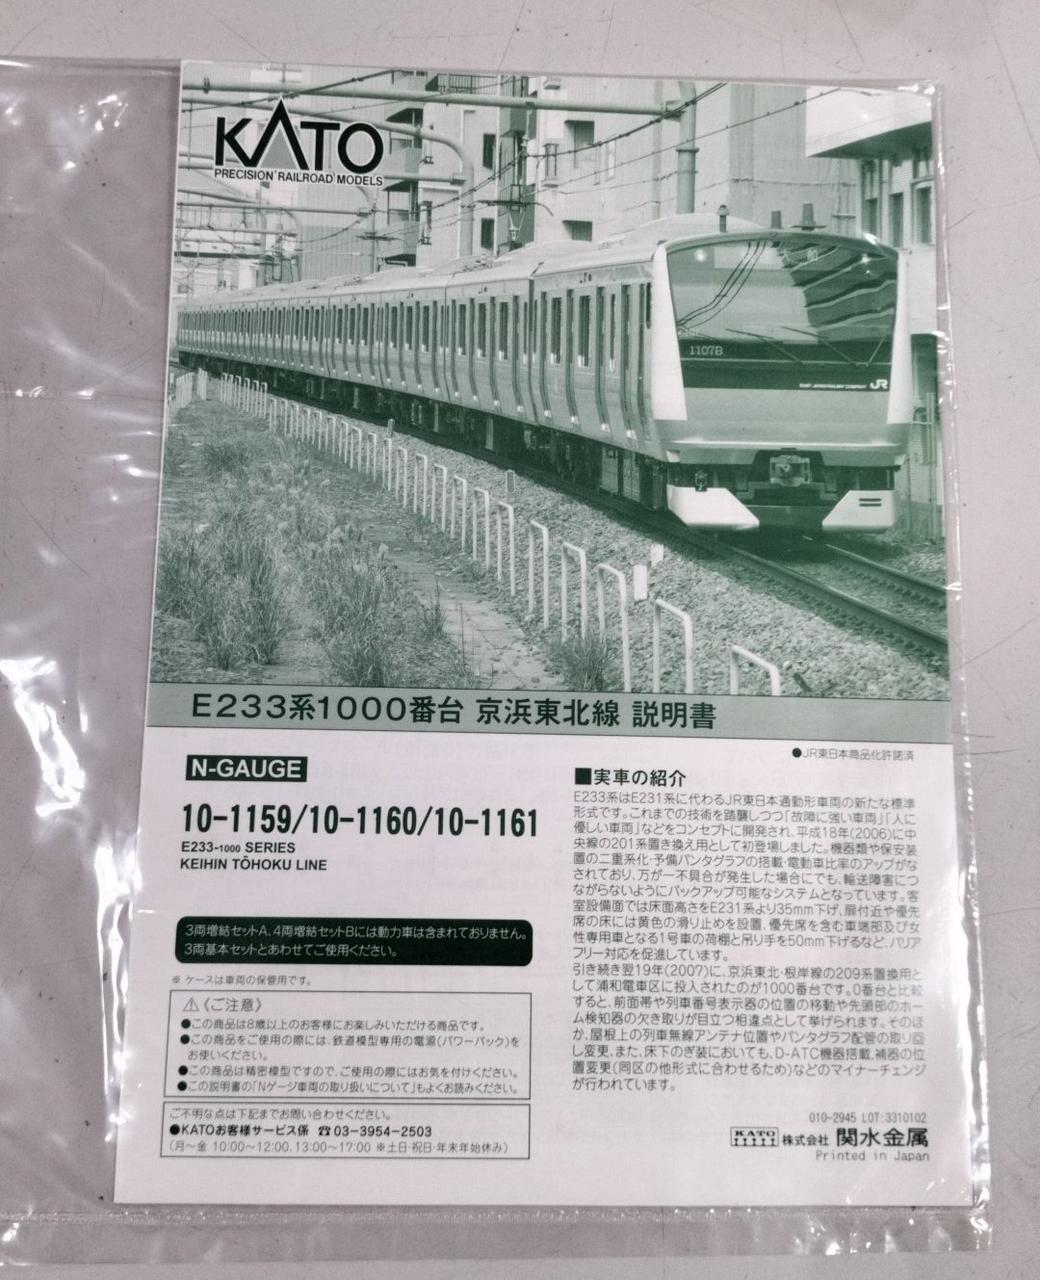 KATO
PRECISION RAILROAD MODELS
1107B
EAST JAPAN RAILWAY COMPANY JR
E233系1000番台 京浜東北線 説明書
●JR東日本商品化許諾済
N-GAUGE
10-1159/10-1160/10-1161
E233-1000 SERIES
KEIHIN TŌHOKU LINE
3両増結セットA、4両増結セットBには動力車は含まれておりません。
3両基本セットとあわせてご使用ください。
※ ケースは車両の保管用です。
⚠《ご注意》
●この商品は8歳以上のお客様にお楽しみいただける商品です。
●この商品をご使用の際には、鉄道模型専用の電源(パワーパック)を
お使いください。
●この商品は精密模型ですので、ご使用の際にはお気を付けください。
●この説明書の「Nゲージ車両の取り扱いについて」もよくお読みください。
ご不明な点は下記までお問い合わせください。
●KATOお客様サービス係 ☎03-3954-2503
(月〜金 10:00〜12:00、13:00〜17:00 ※土日・祝日・年末年始休み)
■実車の紹介
E233系はE231系に代わるJR東日本通勤形車両の新たな標準
形式です。これまでの技術を踏襲しつつ「故障に強い車両」「人に
優しい車両」などをコンセプトに開発され、平成18年(2006)に中
央線の201系置き換え用として初登場しました。機器類や保安装
置の二重系化・予備パンタグラフの搭載・電動車比率のアップがな
されており、万が一不具合が発生した場合にでも、輸送障害につ
ながらないようにバックアップ可能なシステムとなっています。客
室設備面では床面高さをE231系より35mm下げ、扉付近や優先
席の床には黄色の滑り止めを設置、優先席を含む車端部及び女
性専用車となる1号車の荷棚と吊り手を50mm下げるなど、バリア
フリー対応を促進しています。
引き続き翌19年(2007)に、京浜東北・根岸線の209系置換用と
して浦和電車区に投入されたのが1000番台です。0番台と比較
すると、前面帯や列車番号表示器の位置の移動や先頭部のホー
ム検知器の欠き取りが目立つ相違点として挙げられます。そのほ
か、屋根上の列車無線アンテナ位置やパンタグラフ配管の取り回
し変更、また、床下のぎ装においても、D-ATC機器搭載、補器の位
置変更(同区の他形式に合わせるため)などのマイナーチェンジ
が行われています。
010-2945 LOT:3310102
KATO 株式会社 関水金属
Printed in Japan